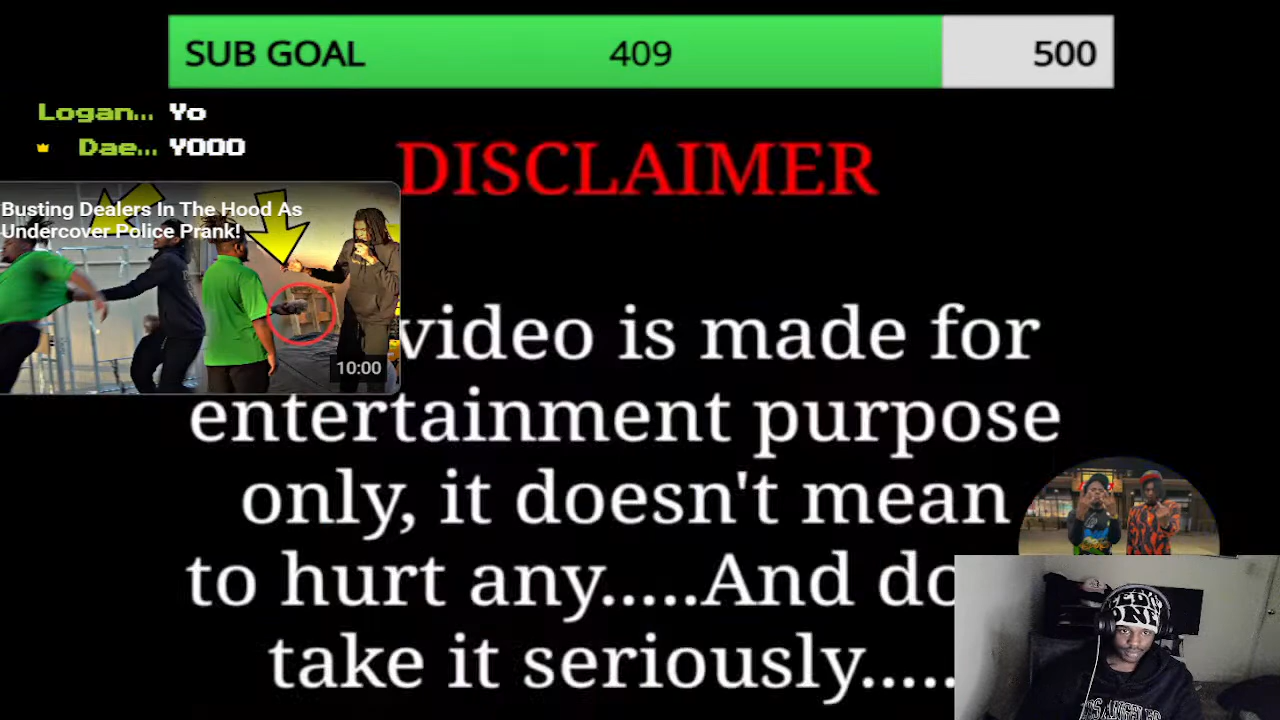 SUB GOAL 409 500
Logan... Yo
Dae... YOOO
DISCLAIMER
Busting Dealers In The Hood As
Undercover Police Prank!
10:00
video is made for
entertainment purpose
only, it doesn't mean
to hurt any.....And do
take it seriously.....
LOS ANGELES